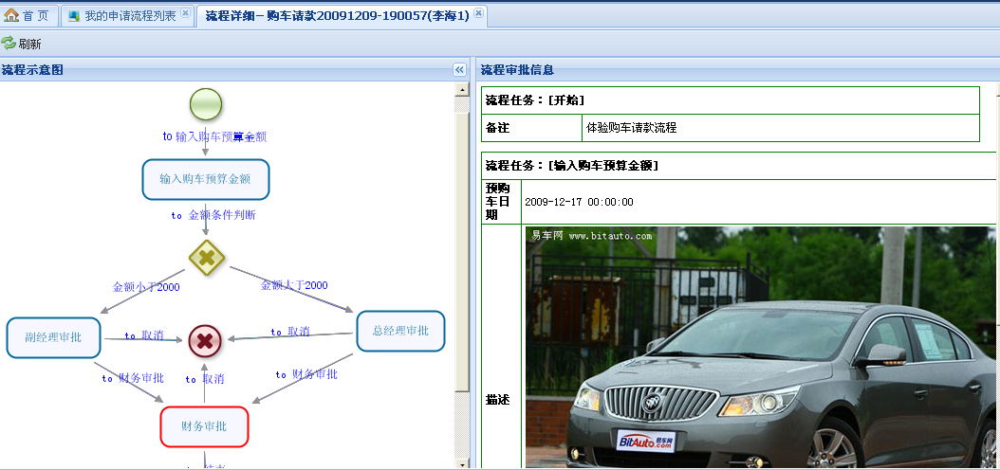 首 页
我的申请流程列表
流程详细－购车请款20091209-190057(李海1)
刷新
流程示意图
to 输入购车预算金额
输入购车预算金额
to 金额条件判断
金额小于2000
金额大于2000
副经理审批
to 取消
to 取消
总经理审批
to 财务审批
to 取消
to 财务审批
财务审批
流程审批信息
流程任务：[开始]
备注
体验购车请款流程
流程任务：[输入购车预算金额]
预购车日期
2009-12-17 00:00:00
描述
易车网 www.bitauto.com
BitAuto.com 易车网